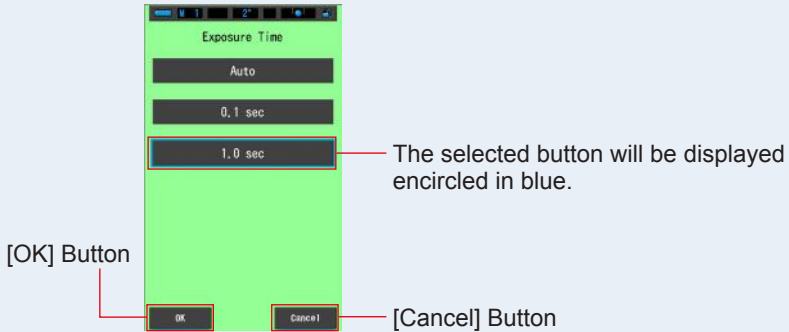 M 1 2°
Exposure Time
Auto
0.1 sec
1.0 sec
The selected button will be displayed
encircled in blue.
[OK] Button
OK
Cancel
[Cancel] Button